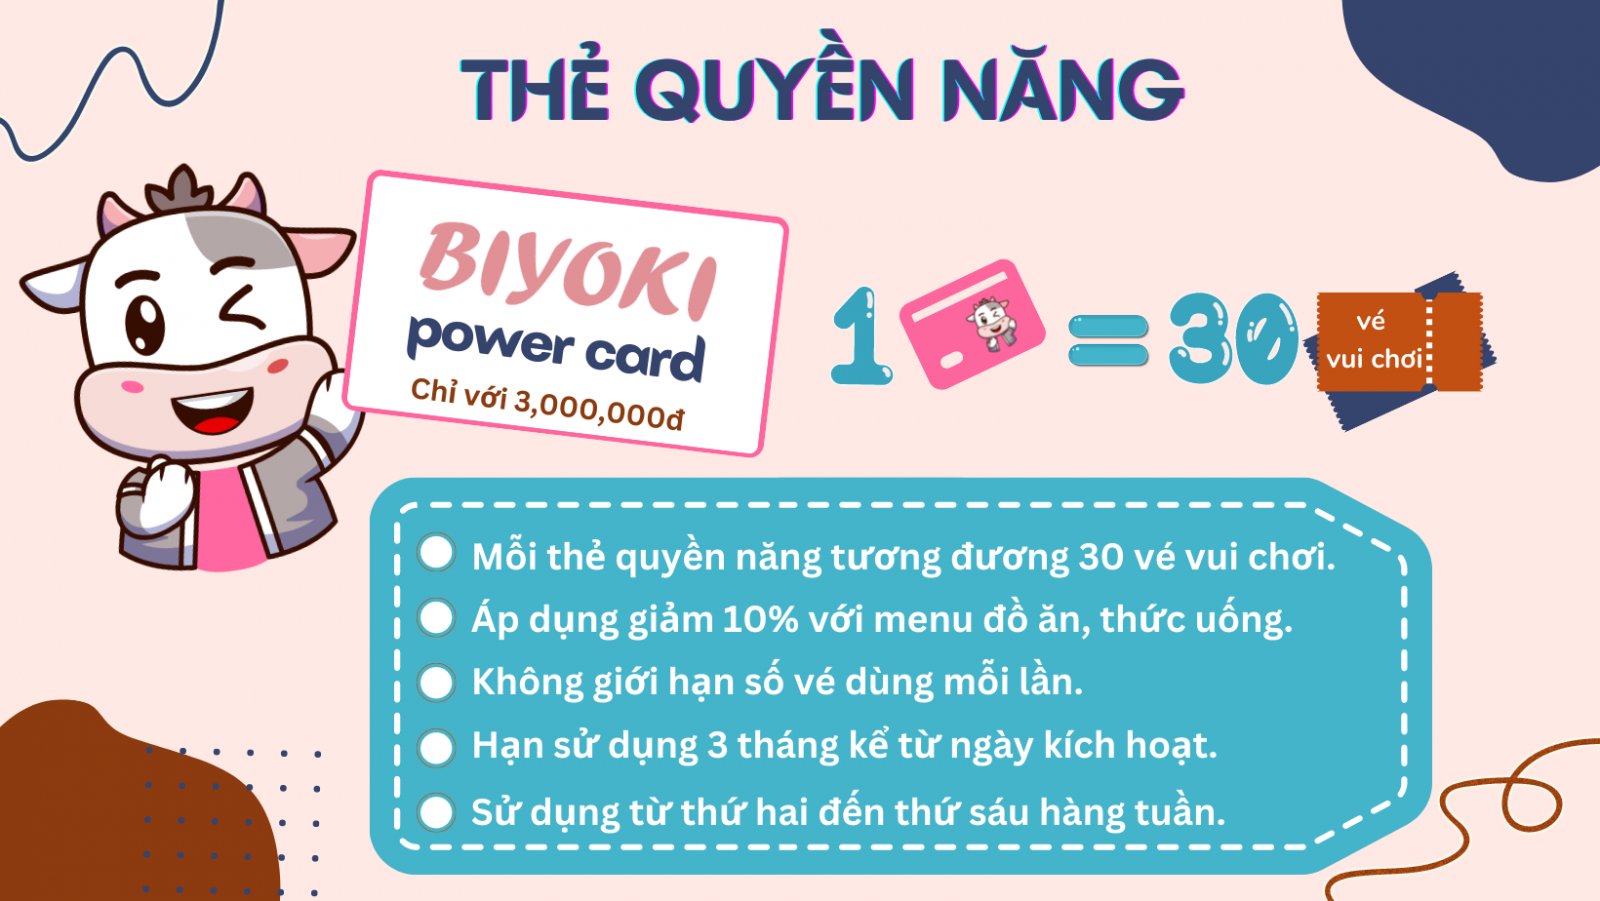 THẺ QUYỀN NĂNG
BIYOKI
power card
Chỉ với 3,000,000đ
1 = 30
vé
vui chơi
Mỗi thẻ quyền năng tương đương 30 vé vui chơi.
Áp dụng giảm 10% với menu đồ ăn, thức uống.
Không giới hạn số vé dùng mỗi lần.
Hạn sử dụng 3 tháng kể từ ngày kích hoạt.
Sử dụng từ thứ hai đến thứ sáu hàng tuần.